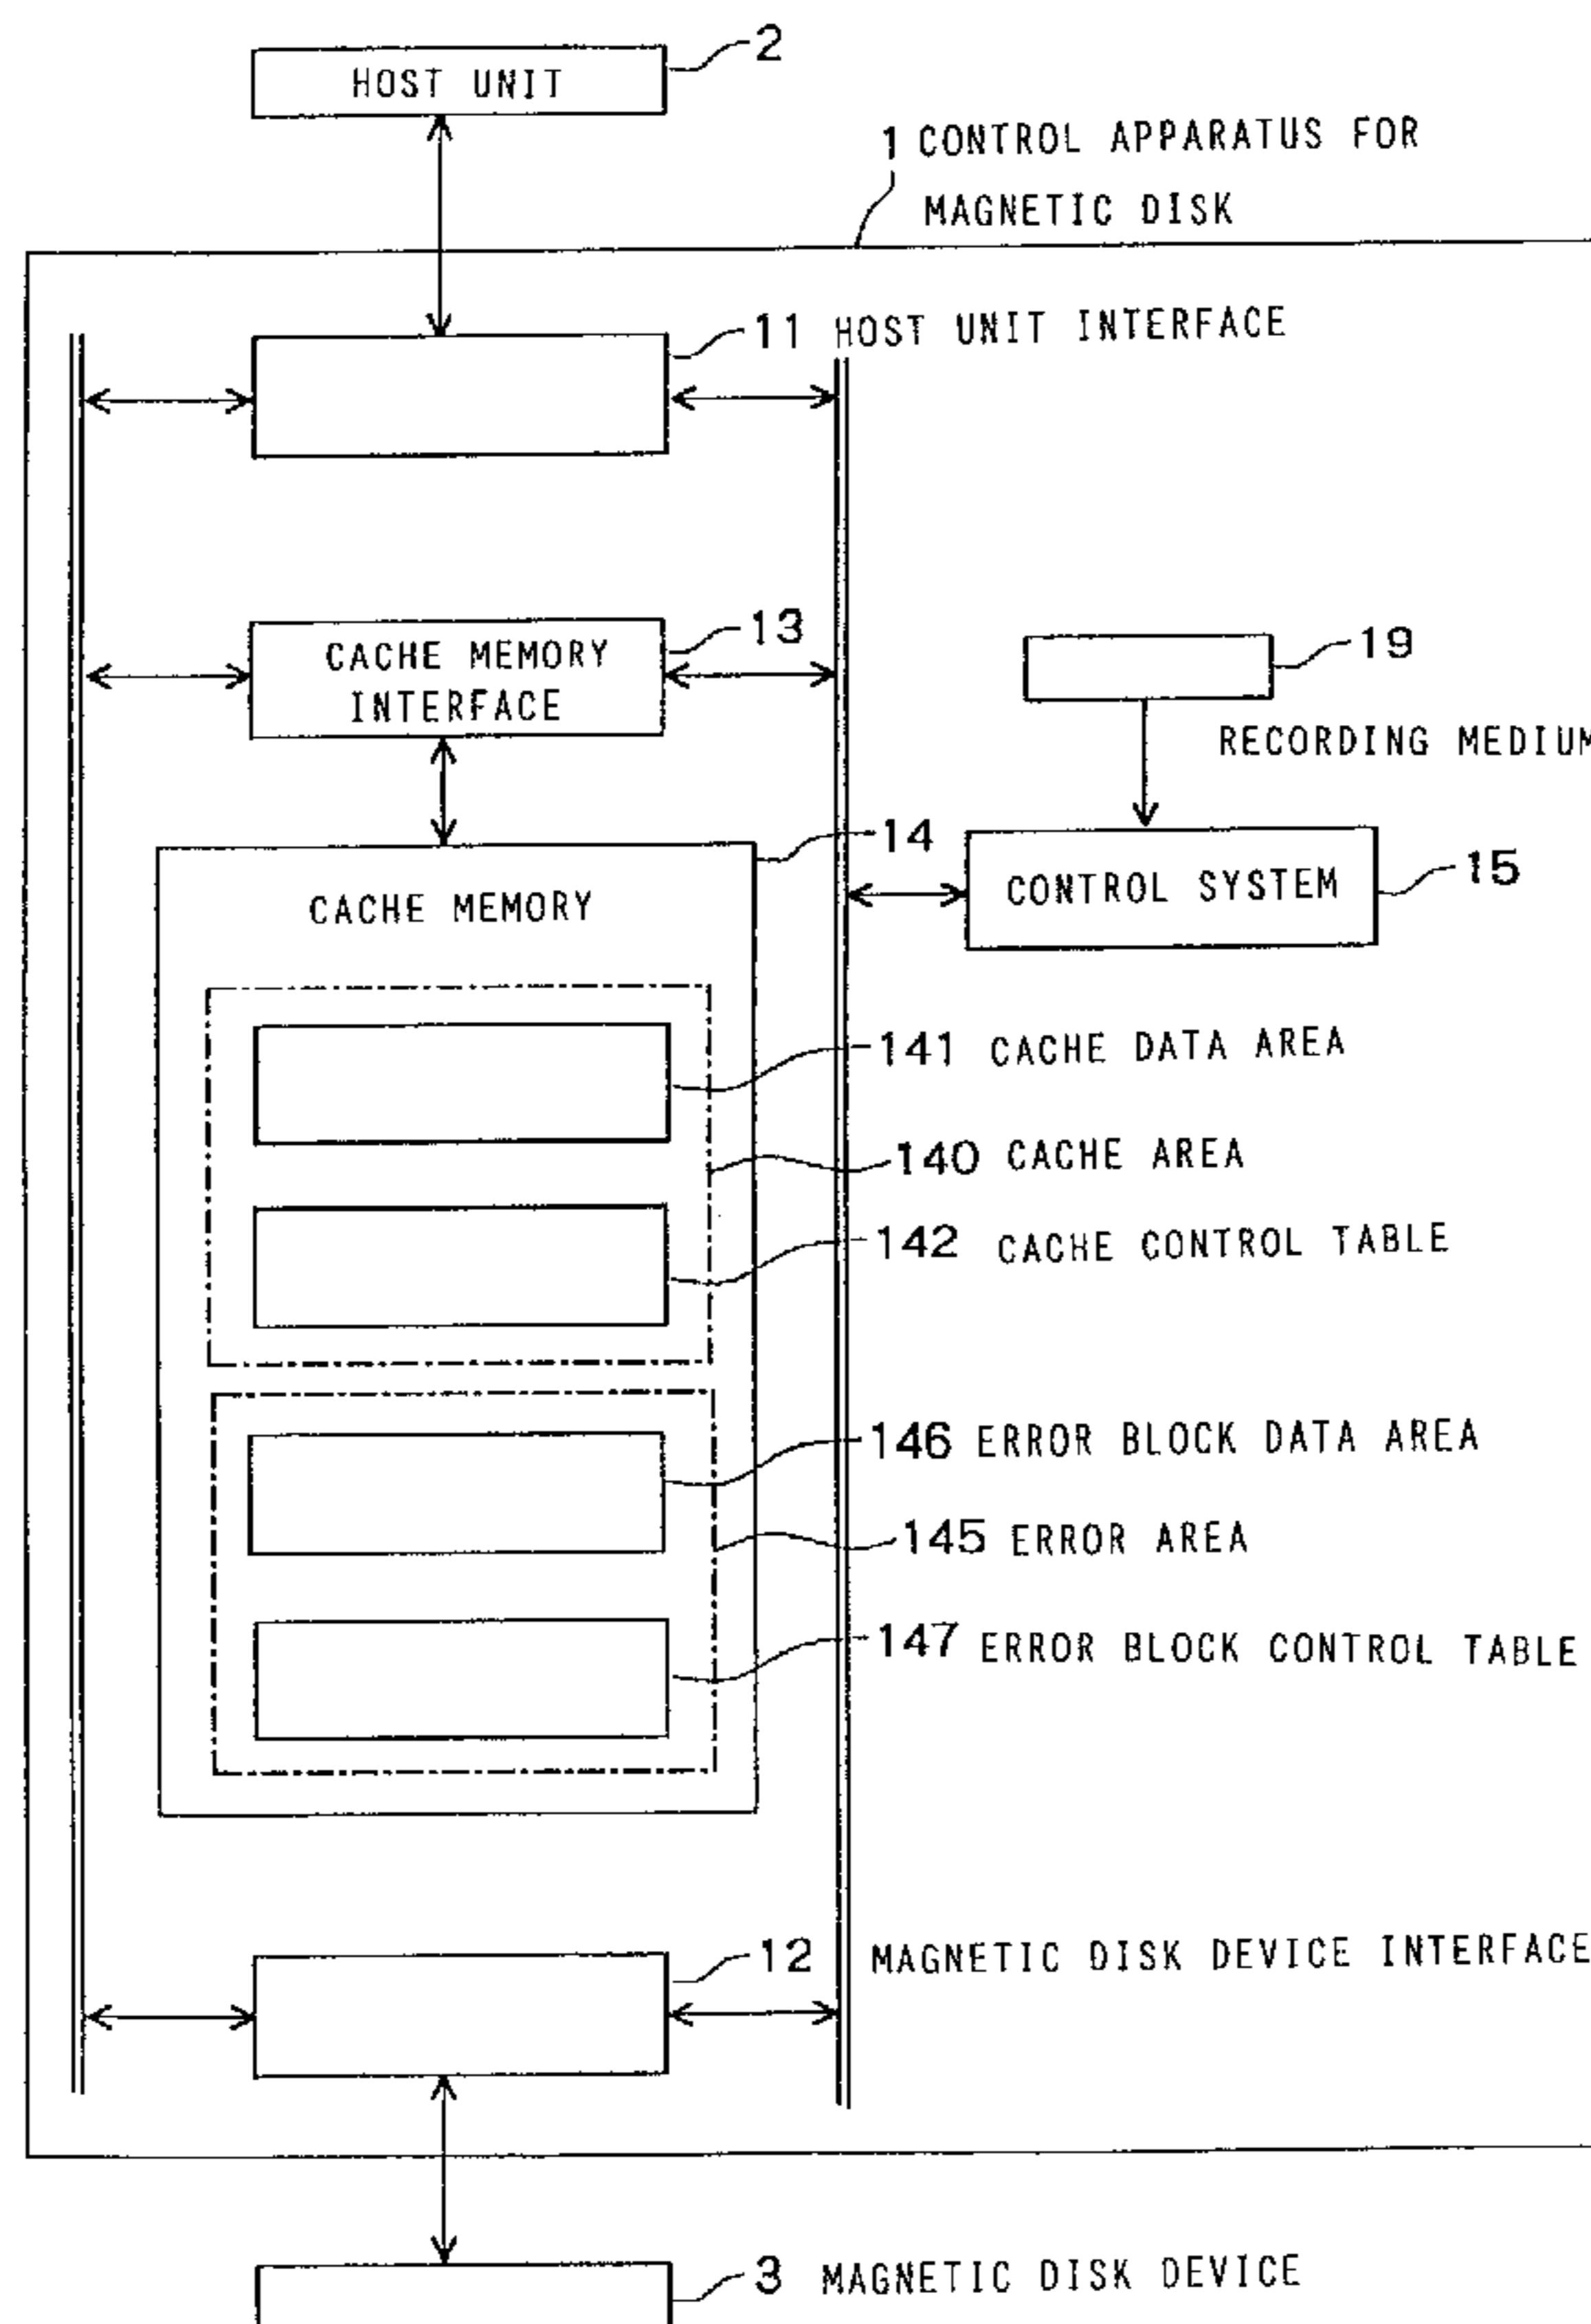 2
HOST UNIT
1 CONTROL APPARATUS FOR
MAGNETIC DISK
11 HOST UNIT INTERFACE
13
CACHE MEMORY
INTERFACE
19
RECORDING MEDIUM
14
CACHE MEMORY
CONTROL SYSTEM
15
141 CACHE DATA AREA
140 CACHE AREA
142 CACHE CONTROL TABLE
146 ERROR BLOCK DATA AREA
145 ERROR AREA
147 ERROR BLOCK CONTROL TABLE
12 MAGNETIC DISK DEVICE INTERFACE
3 MAGNETIC DISK DEVICE